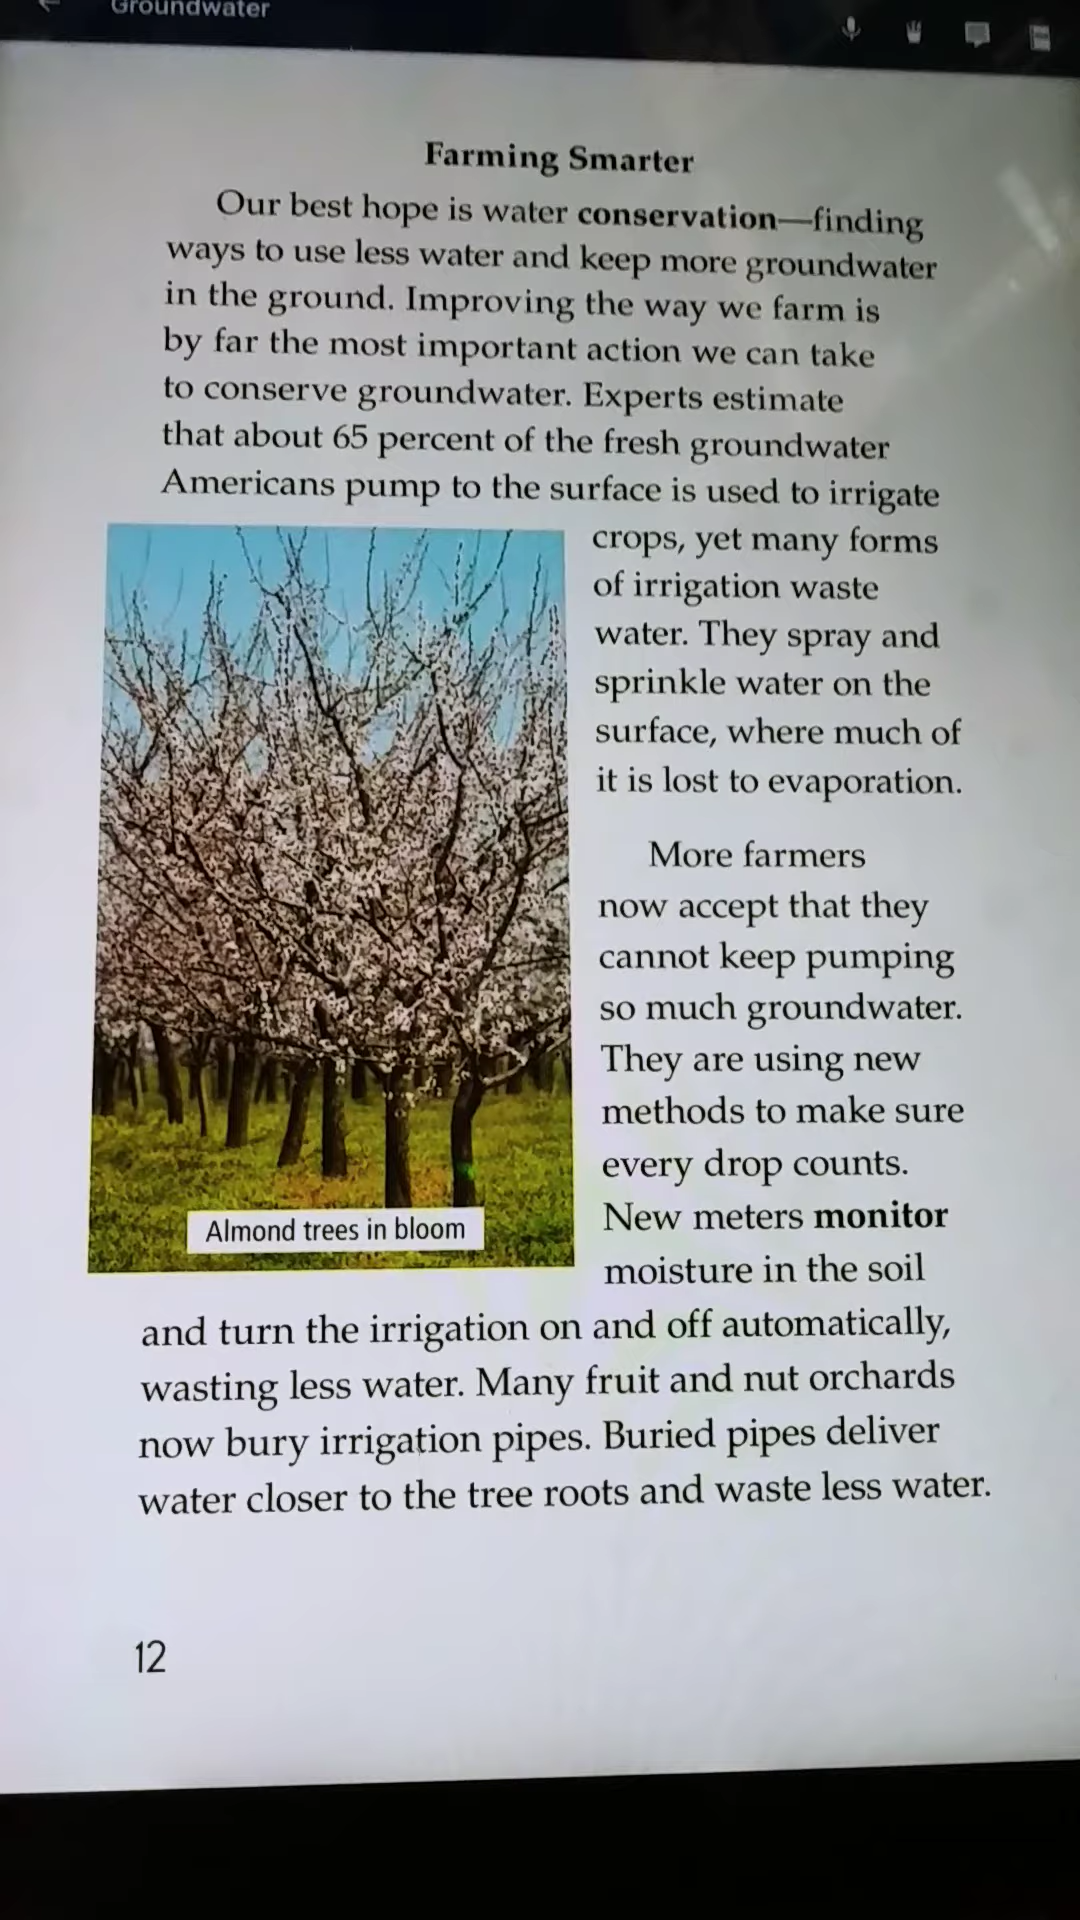 Groundwater
Farming Smarter
Our best hope is water conservation—finding
ways to use less water and keep more groundwater
in the ground. Improving the way we farm is
by far the most important action we can take
to conserve groundwater. Experts estimate
that about 65 percent of the fresh groundwater
Americans pump to the surface is used to irrigate
crops, yet many forms
of irrigation waste
water. They spray and
sprinkle water on the
surface, where much of
it is lost to evaporation.
More farmers
now accept that they
cannot keep pumping
so much groundwater.
They are using new
methods to make sure
every drop counts.
New meters monitor
moisture in the soil
and turn the irrigation on and off automatically,
wasting less water. Many fruit and nut orchards
now bury irrigation pipes. Buried pipes deliver
water closer to the tree roots and waste less water.
Almond trees in bloom
12